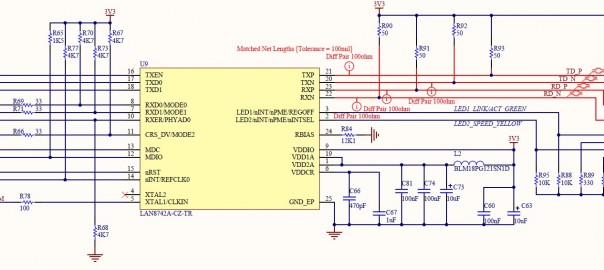 3V3
3V3
R65
1K5
R70
4K7
R67
4K7
R77
4K7
R73
4K7
R90
50
R91
50
R92
50
R93
50
U9
Matched Net Lengths [Tolerance = 100mil]
Diff Pair 100ohm
16 TXEN
17 TXD0
18 TXD1
TXP 21
TXN 20
RXP 23
RXN 22
TD_P
TD_N
RD_P
RD_N
Diff Pair 100ohm
Diff Pair 100ohm
Diff Pair 100ohm
R69 33
R71 33
8 RXD0/MODE0
7 RXD1/MODE1
10 RXER/PHYAD0
LED1/nINT/nPME/REGOFF 3
LED2/nINT/nPME/nINTSEL 2
LED1_LINK/ACT_GREEN
LED2_SPEED_YELLOW
R66 33
11 CRS_DV/MODE2
RBIAS 24
R84
12K1
3V3
13 MDC
12 MDIO
VDDIO 9
VDD1A 19
VDD2A 1
VDDCR 6
L2
BLM18PG121SN1D
15 nRST
14 nINT/REFCLK0
R78
100
4 XTAL2
5 XTAL1/CLKIN
GND_EP 25
LAN8742A-CZ-TR
C66
470pF
C67
1uF
C81
100nF
C74
100nF
C73
10uF
C60
100nF
C63
10uF
R95
10K
R88
10K
R89
330
R68
4K7